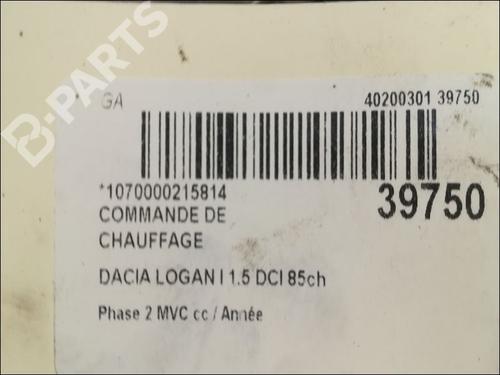 B-PARTS
GA
40200301 39750
*1070000215814
39750
COMMANDE DE
CHAUFFAGE
DACIA LOGAN I 1.5 DCI 85ch
Phase 2 MVC cc / Année